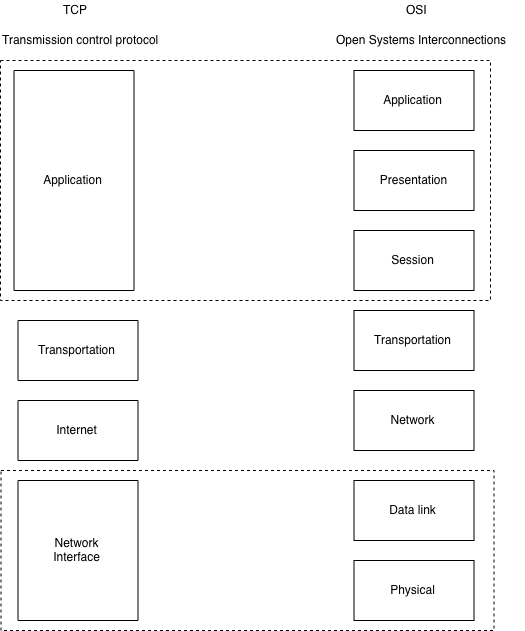 TCP
OSI
Transmission control protocol
Open Systems Interconnections
Application
Application
Presentation
Session
Transportation
Transportation
Internet
Network
Network
Interface
Data link
Physical